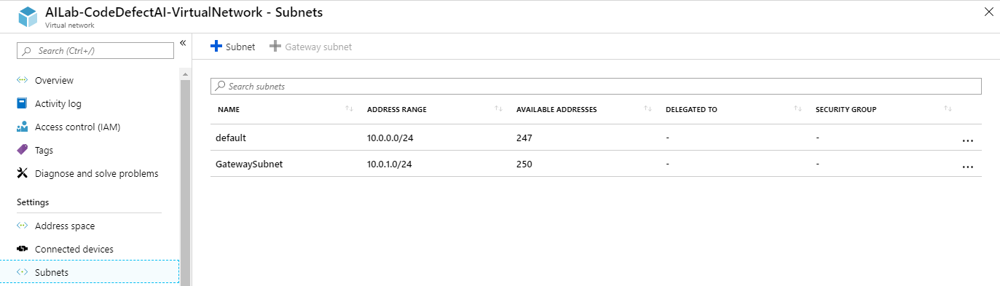 AILab-CodeDefectAI-VirtualNetwork - Subnets
Virtual network
Search (Ctrl+/)
Overview
Activity log
Access control (IAM)
Tags
Diagnose and solve problems
Settings
Address space
Connected devices
Subnets
Subnet Gateway subnet
Search subnets
NAME ADDRESS RANGE AVAILABLE ADDRESSES DELEGATED TO SECURITY GROUP
default 10.0.0.0/24 247 - - ...
GatewaySubnet 10.0.1.0/24 250 - - ...